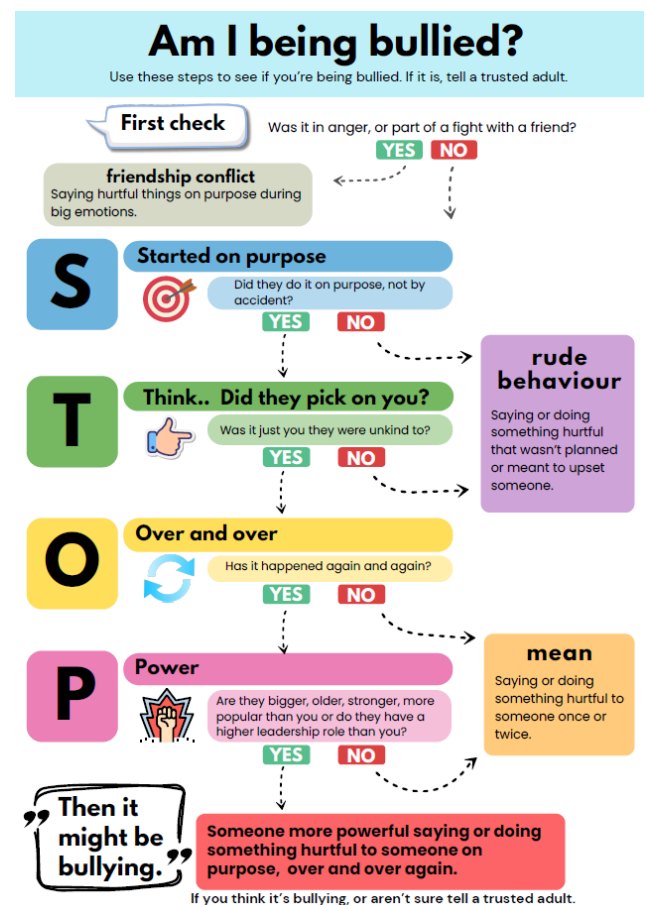 Am I being bullied?
Use these steps to see if you're being bullied. If it is, tell a trusted adult.
First check
Was it in anger, or part of a fight with a friend?
YES NO
friendship conflict
Saying hurtful things on purpose during
big emotions.
S
Started on purpose
Did they do it on purpose, not by
accident?
YES NO
rude
behaviour
Saying or doing
something hurtful
that wasn't planned
or meant to upset
someone.
T
Think.. Did they pick on you?
Was it just you they were unkind to?
YES NO
O
Over and over
Has it happened again and again?
YES NO
mean
Saying or doing
something hurtful to
someone once or
twice.
P
Power
Are they bigger, older, stronger, more
popular than you or do they have a
higher leadership role than you?
YES NO
"Then it
might be
bullying."
Someone more powerful saying or doing
something hurtful to someone on
purpose, over and over again.
If you think it's bullying, or aren't sure tell a trusted adult.